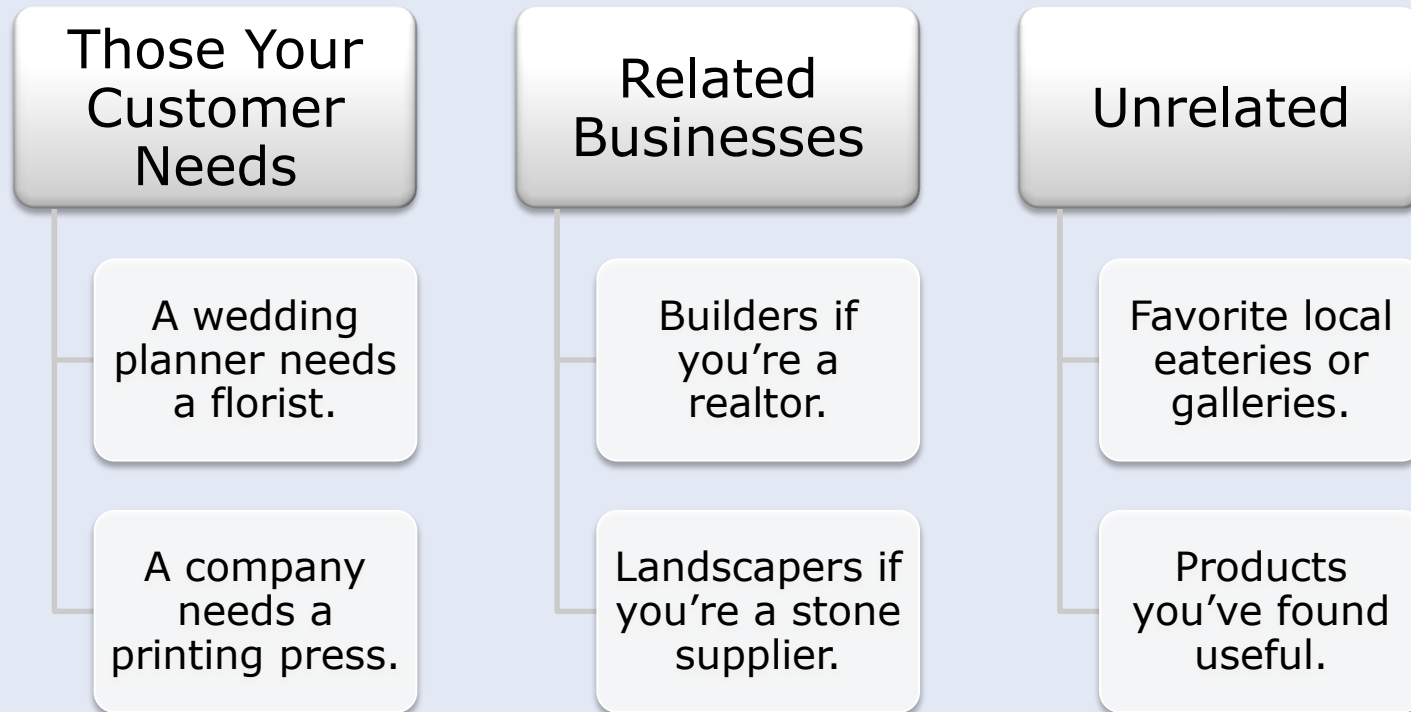 Those Your
Customer
Needs
A wedding
planner needs
a florist.
A company
needs a
printing press.
Related
Businesses
Builders if
you’re a
realtor.
Landscapers if
you’re a stone
supplier.
Unrelated
Favorite local
eateries or
galleries.
Products
you’ve found
useful.